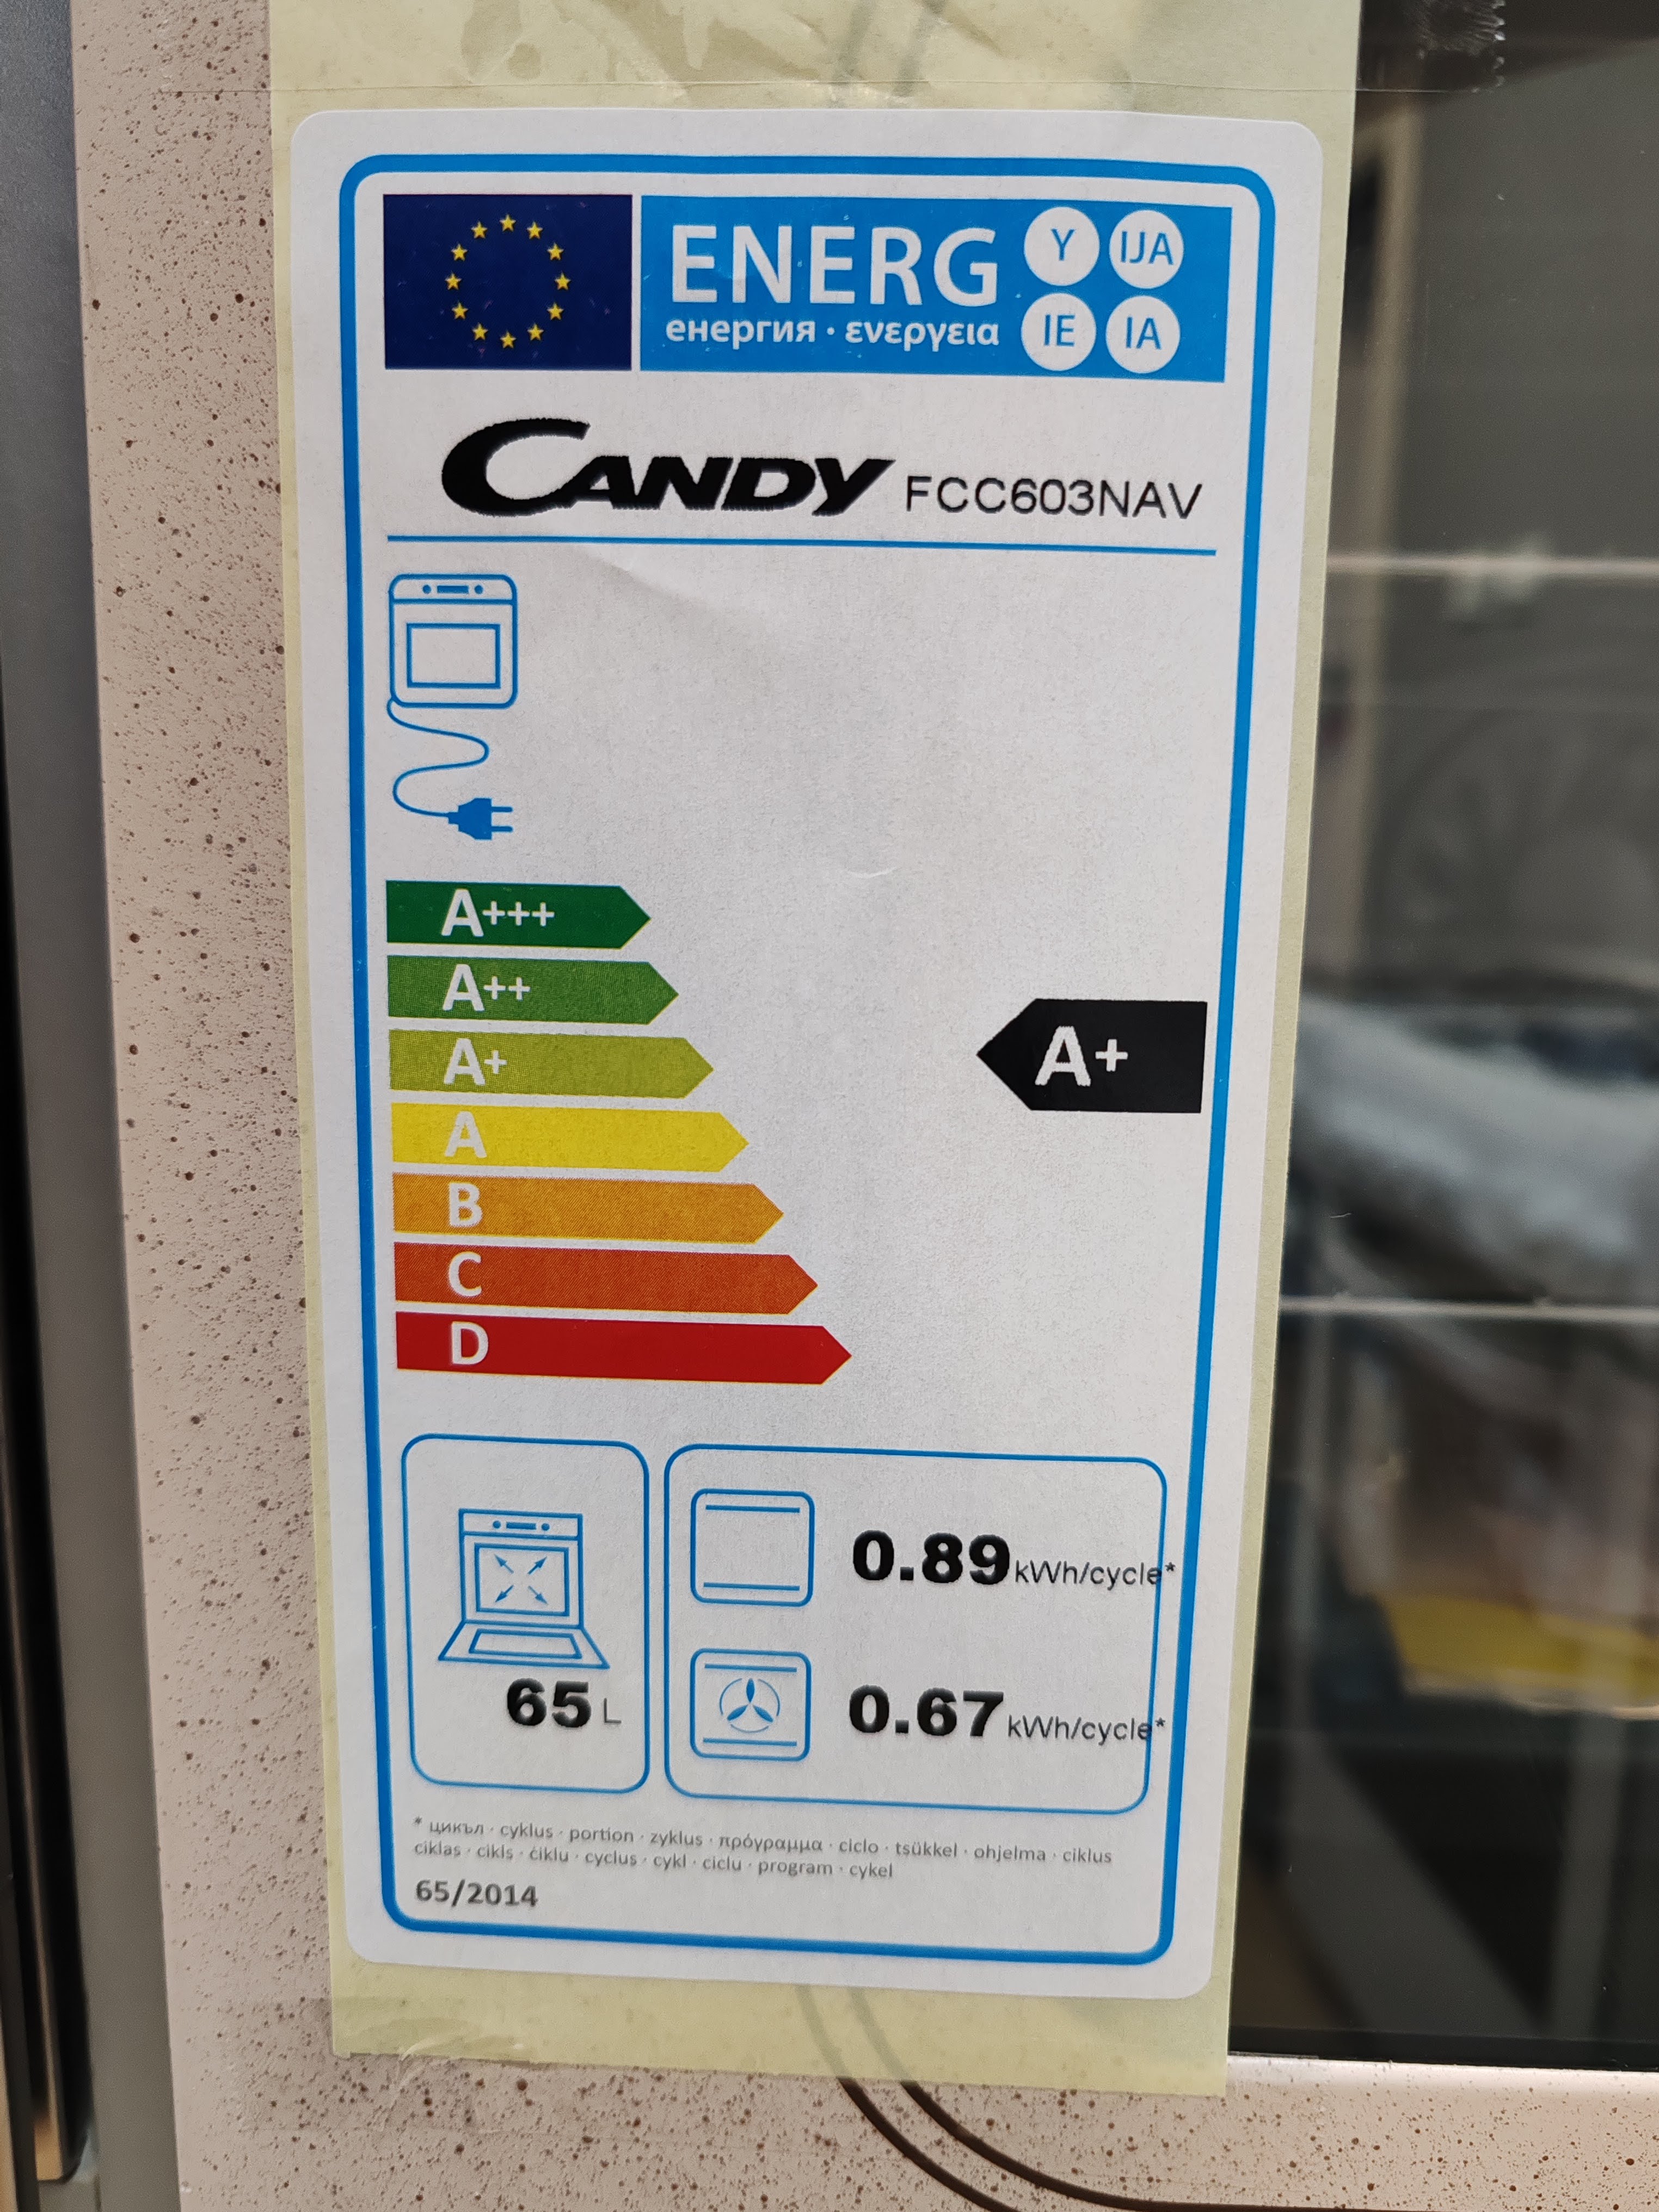 ENERG Y IJA
енергия · ενεργεια IE IA
CANDY FCC603NAV
A+++
A++
A+
A+
A
B
C
D
0.89 kWh/cycle*
65 L
0.67 kWh/cycle*
* цикъл · cyklus · portion · zyklus · πρόγραμμα · ciclo · tsükkel · ohjelma · ciklus
ciklas · cikls · ċiklu · cyclus · cykl · ciclu · program · cykel
65/2014